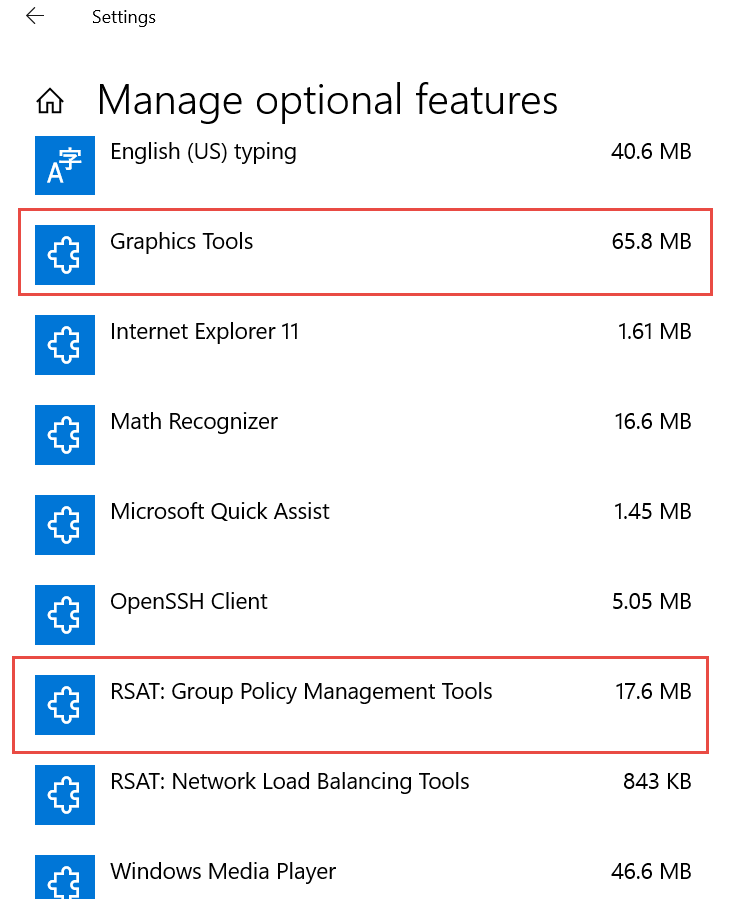 Settings
Manage optional features
English (US) typing 40.6 MB
Graphics Tools 65.8 MB
Internet Explorer 11 1.61 MB
Math Recognizer 16.6 MB
Microsoft Quick Assist 1.45 MB
OpenSSH Client 5.05 MB
RSAT: Group Policy Management Tools 17.6 MB
RSAT: Network Load Balancing Tools 843 KB
Windows Media Player 46.6 MB